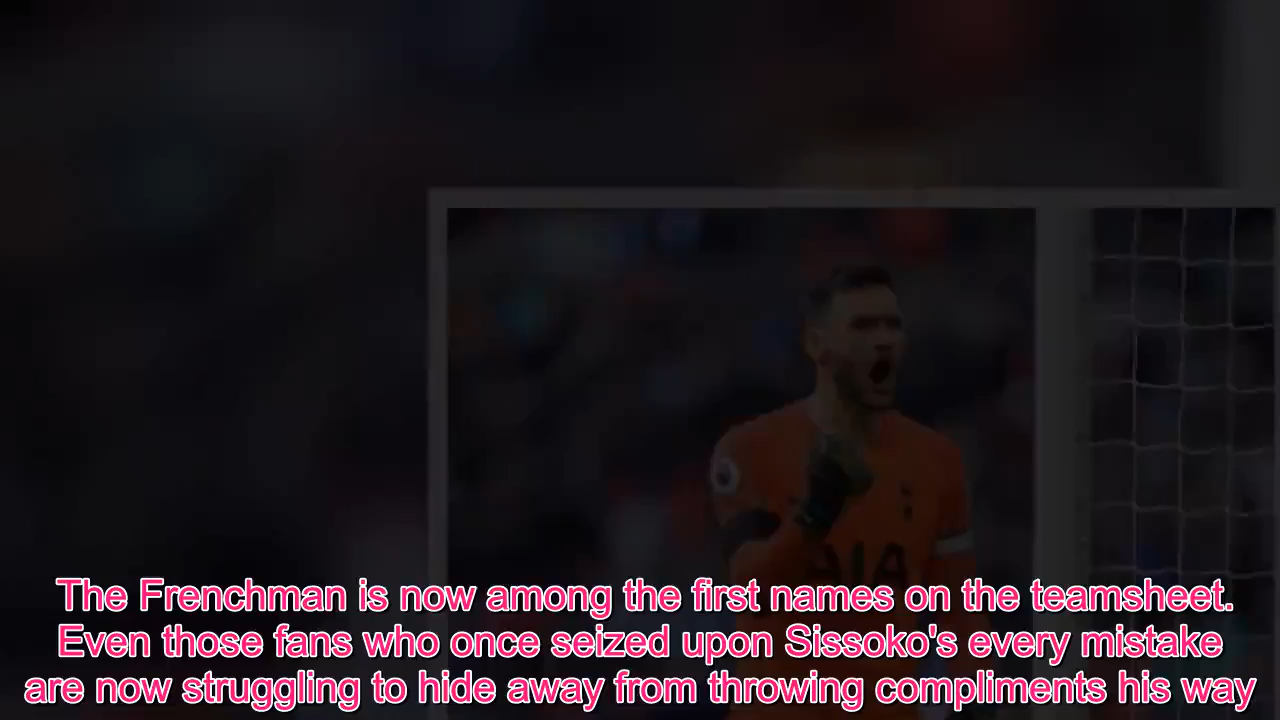 AIA
The Frenchman is now among the first names on the teamsheet.
Even those fans who once seized upon Sissoko's every mistake
are now struggling to hide away from throwing compliments his way